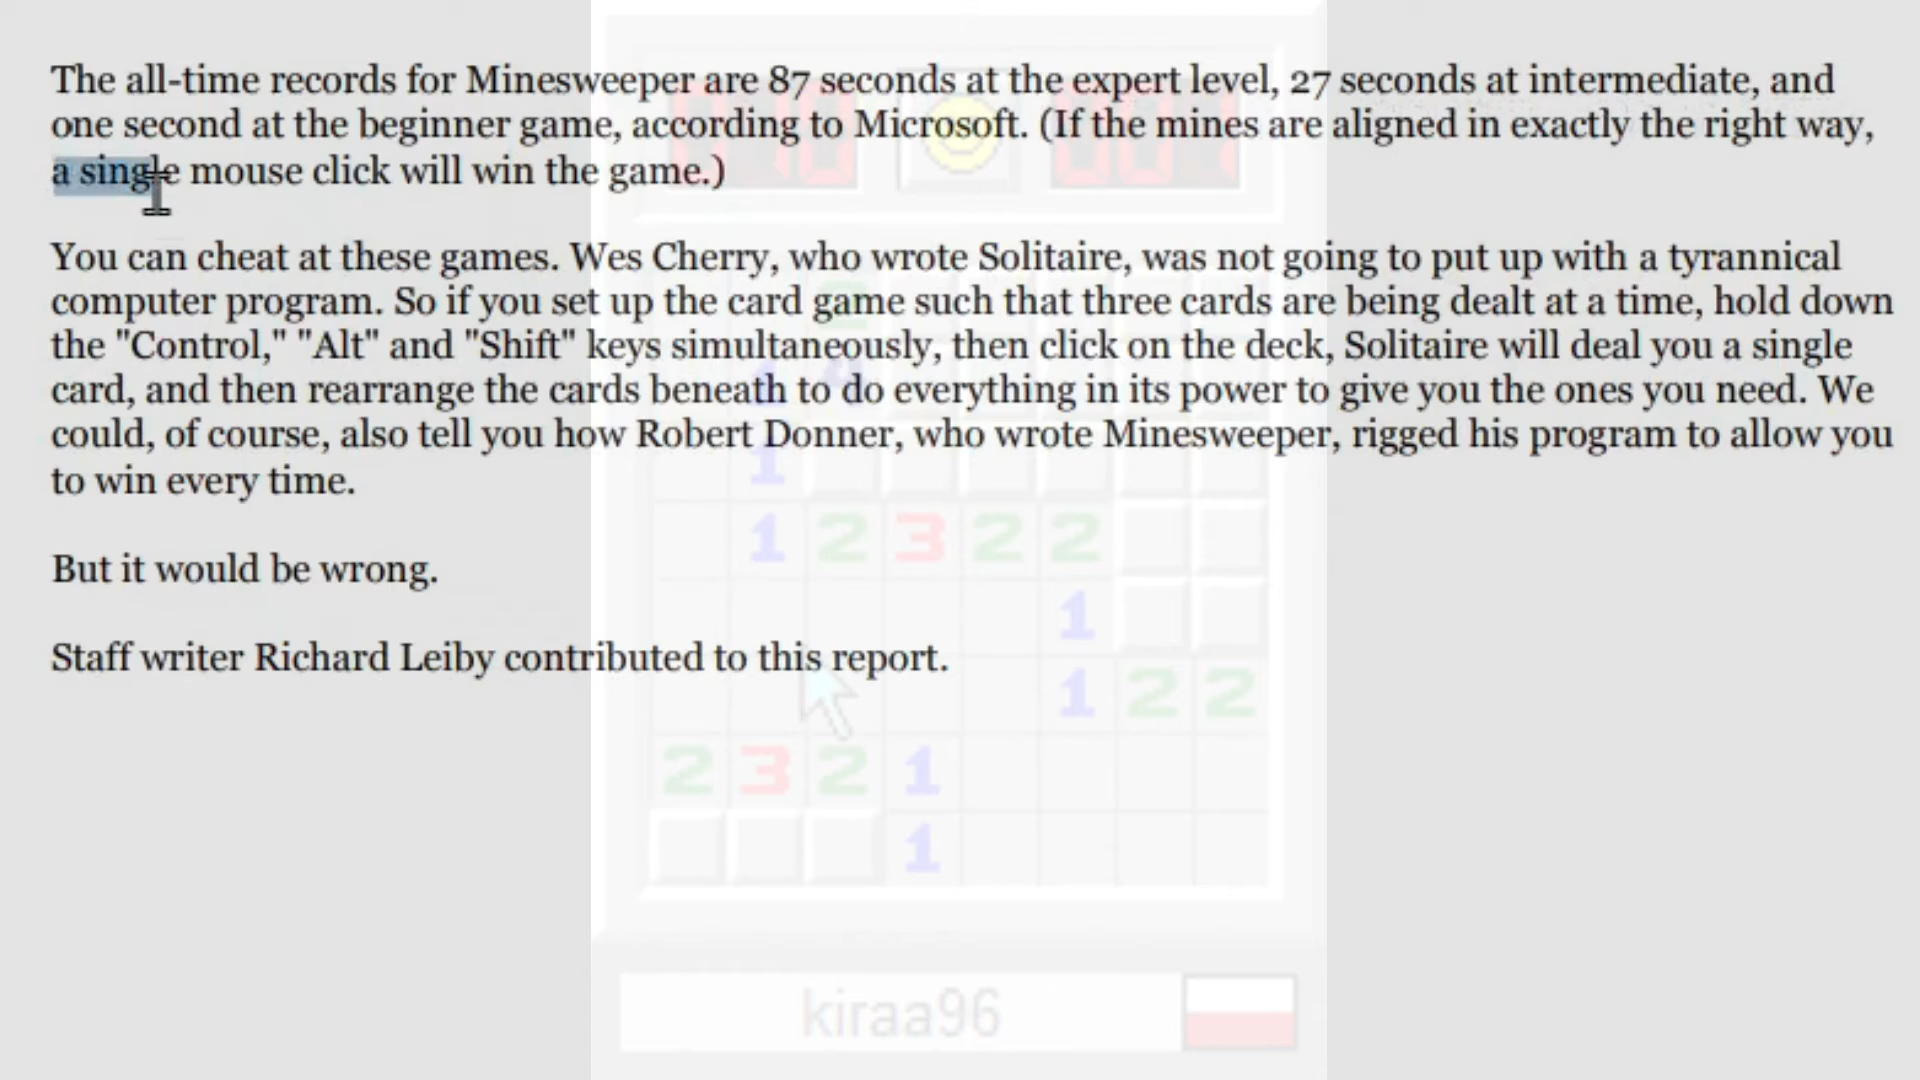 The all-time records for Minesweeper are 87 seconds at the expert level, 27 seconds at intermediate, and
one second at the beginner game, according to Microsoft. (If the mines are aligned in exactly the right way,
a single mouse click will win the game.)
You can cheat at these games. Wes Cherry, who wrote Solitaire, was not going to put up with a tyrannical
computer program. So if you set up the card game such that three cards are being dealt at a time, hold down
the "Control," "Alt" and "Shift" keys simultaneously, then click on the deck, Solitaire will deal you a single
card, and then rearrange the cards beneath to do everything in its power to give you the ones you need. We
could, of course, also tell you how Robert Donner, who wrote Minesweeper, rigged his program to allow you
to win every time.
But it would be wrong.
Staff writer Richard Leiby contributed to this report.
010 001
2
1 4
1
1 2 3 2 2
1
1 2 2
2 3 2 1
1
kiraa96